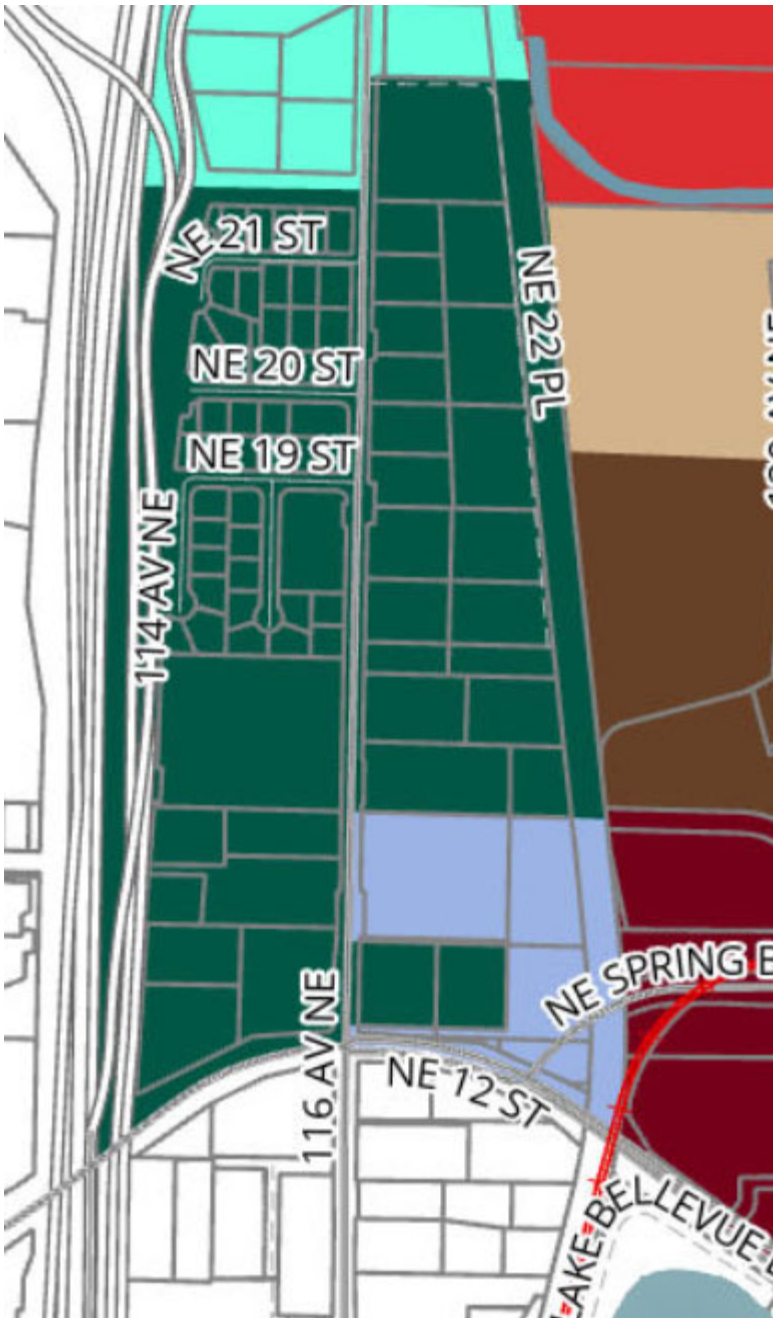 NE 21 ST
NE 22 PL
NE 20 ST
NE 19 ST
114 AV NE
NE SPRING B
116 AV NE
NE 12 ST
LAKE BELLEVUE